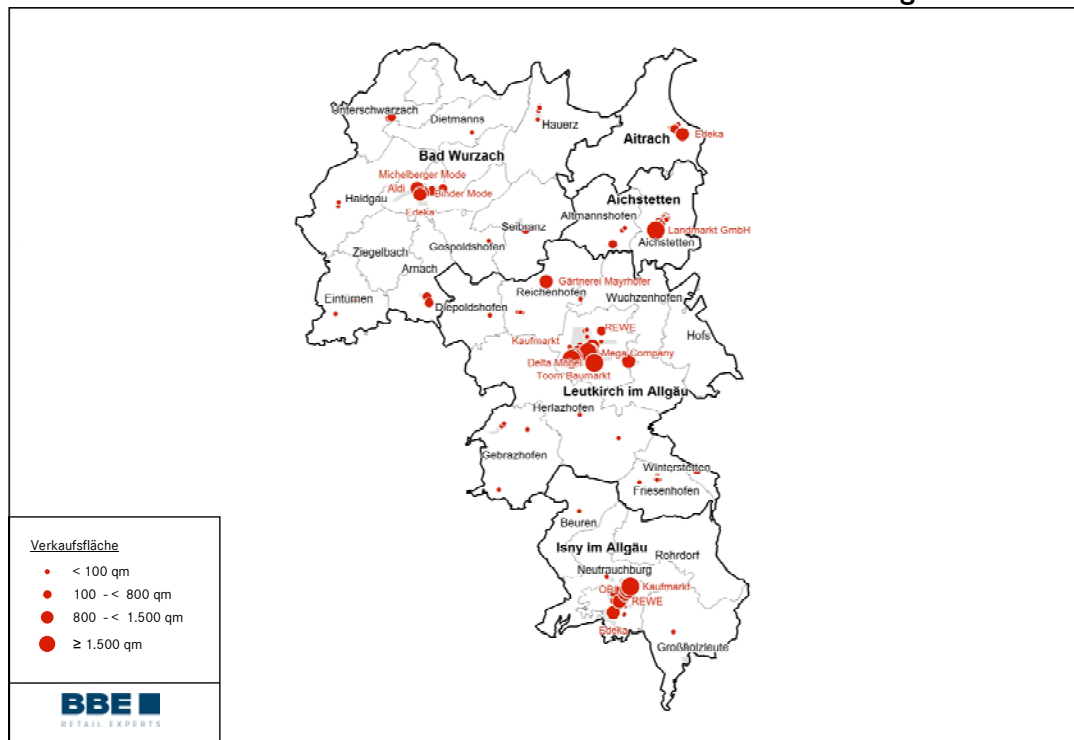 Unterschwarzach
Dietmanns
Hauerz
Aitrach
Edeka
Bad Wurzach
Michelberger Mode
Aldi
Binder Mode
Edeka
Haidgau
Aichstetten
Altmannshofen
Landmarkt GmbH
Aichstetten
Seibranz
Gospoldshofen
Ziegelbach
Arnach
Eintürnen
Diepoldshofen
Gärtnerei Mayrhofer
Reichenhofen
Wuchzenhofen
Hofs
REWE
Kaufmarkt
Mega Company
Delta Möbel
Toom Baumarkt
Leutkirch im Allgäu
Herlazhofen
Gebrazhofen
Winterstetten
Friesenhofen
Beuren
Isny im Allgäu
Rohrdorf
Neutrauchburg
Kaufmarkt
REWE
Edeka
Großholzleute
Verkaufsfläche
< 100 qm
100 - < 800 qm
800 - < 1.500 qm
≥ 1.500 qm
BBE
RETAIL EXPERTS